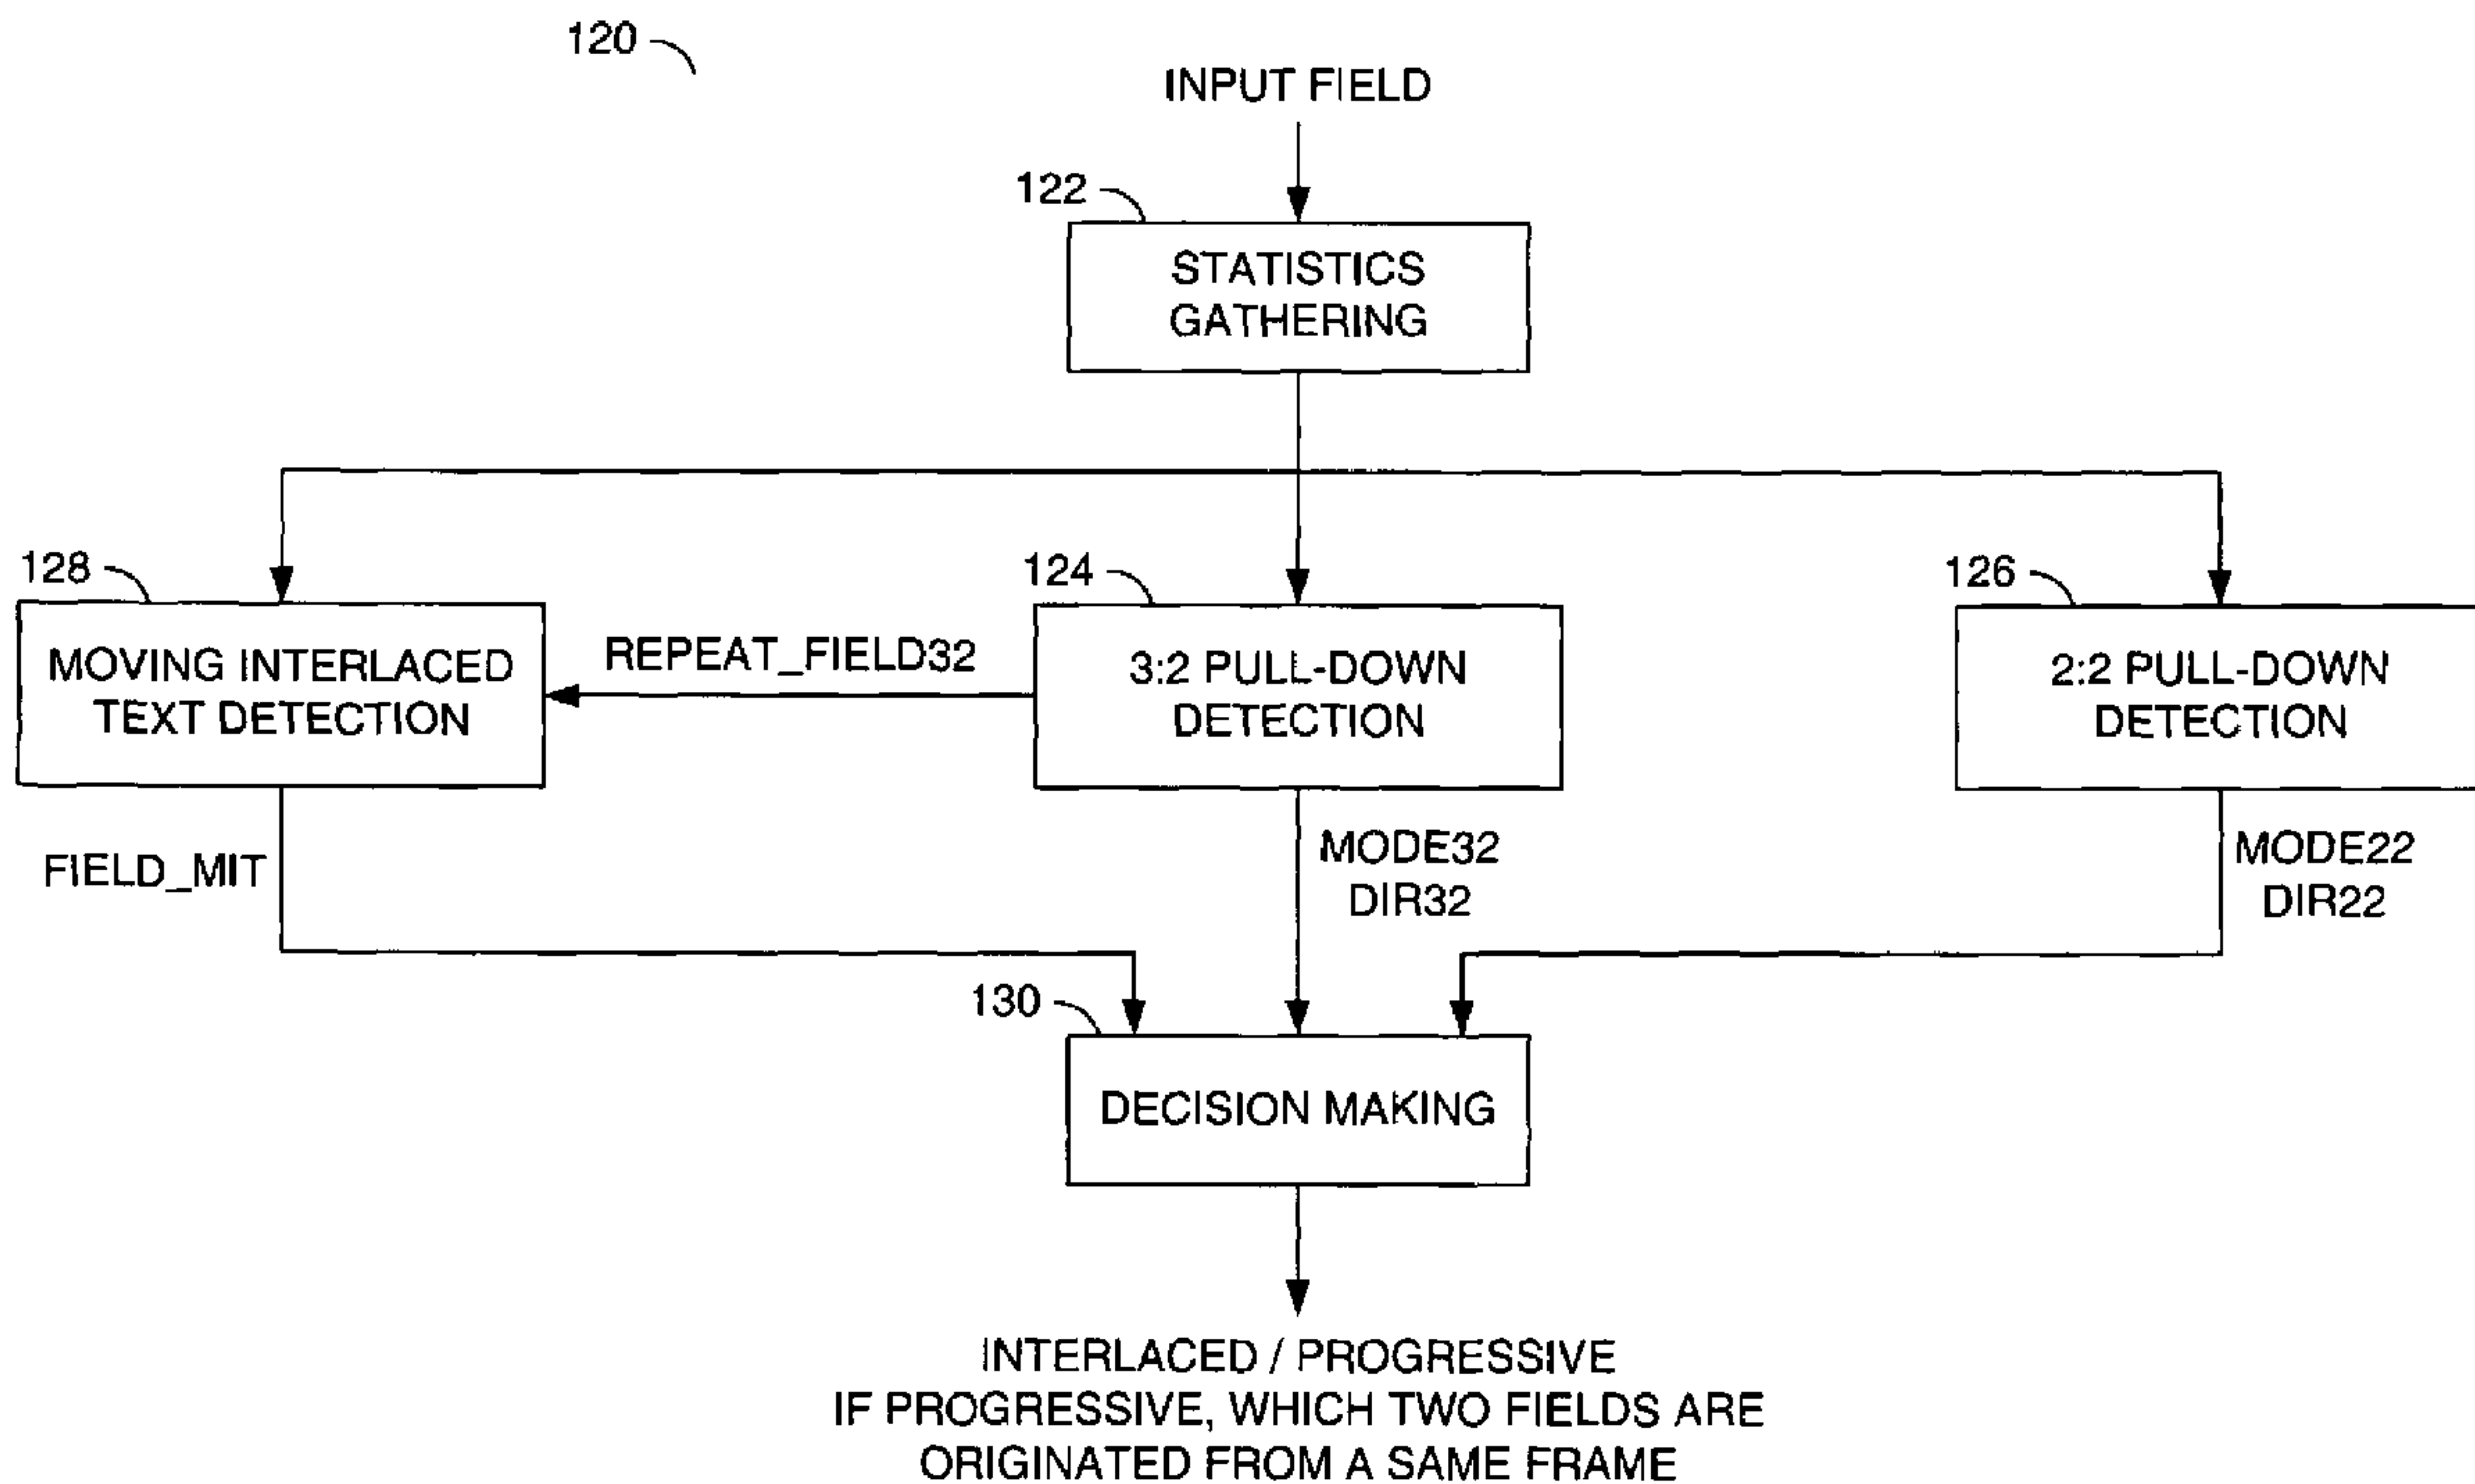 120
INPUT FIELD
122
STATISTICS
GATHERING
128
124
126
MOVING INTERLACED
TEXT DETECTION
REPEAT_FIELD32
3:2 PULL-DOWN
DETECTION
2:2 PULL-DOWN
DETECTION
FIELD_MIT
MODE32
DIR32
MODE22
DIR22
130
DECISION MAKING
INTERLACED / PROGRESSIVE
IF PROGRESSIVE, WHICH TWO FIELDS ARE
ORIGINATED FROM A SAME FRAME